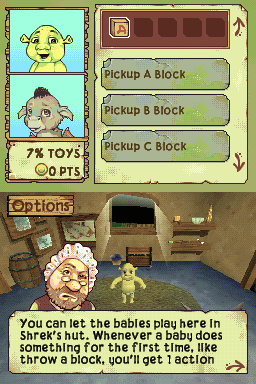 A
Pickup A Block
Pickup B Block
Pickup C Block
7% TOYS
0 PTS
Options
You can let the babies play here in
Shrek's hut. Whenever a baby does
something for the first time, like
throw a block, you'll get 1 action